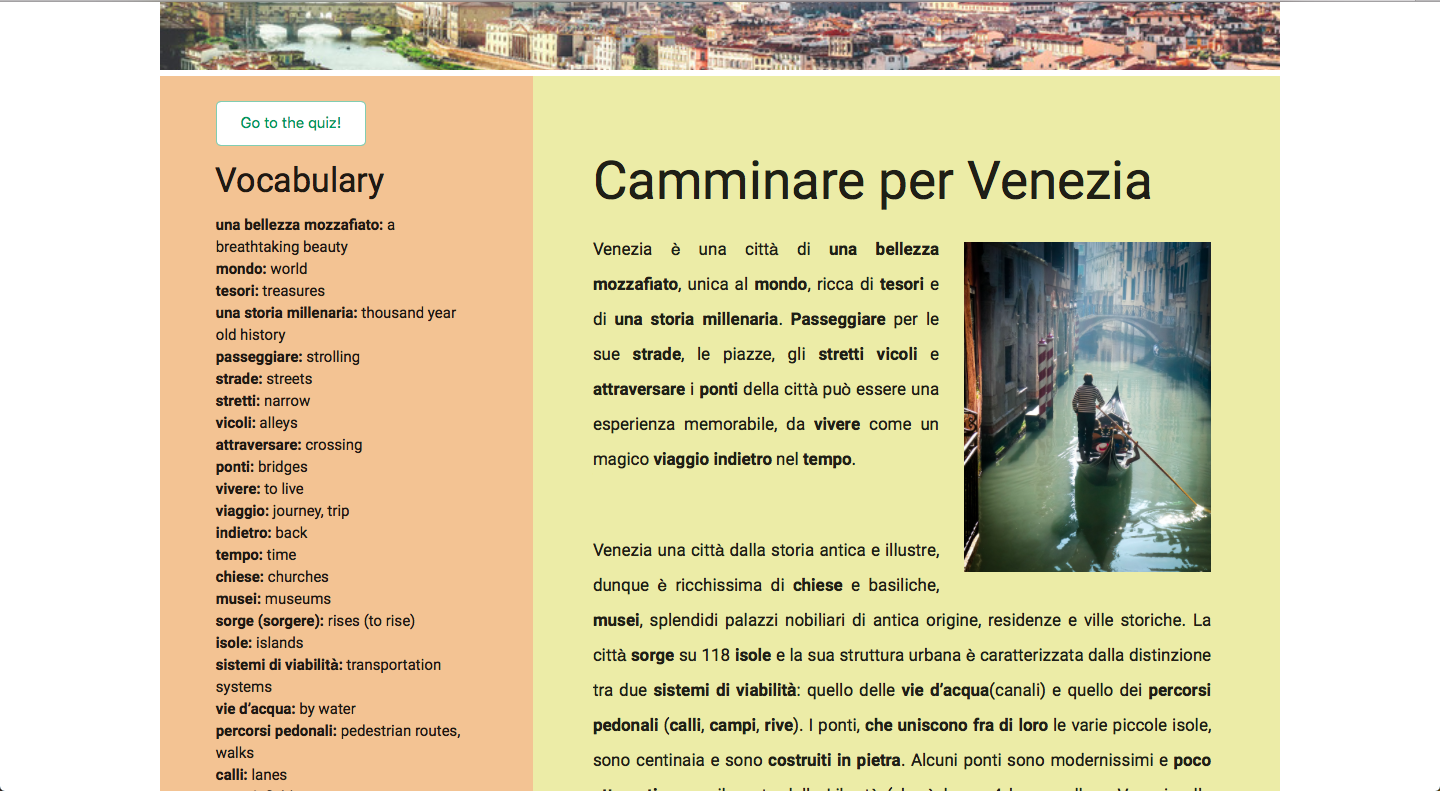 Go to the quiz!
Vocabulary
una bellezza mozzafiato: a
breathtaking beauty
mondo: world
tesori: treasures
una storia millenaria: thousand year
old history
passeggiare: strolling
strade: streets
stretti: narrow
vicoli: alleys
attraversare: crossing
ponti: bridges
vivere: to live
viaggio: journey, trip
indietro: back
tempo: time
chiese: churches
musei: museums
sorge (sorgere): rises (to rise)
isole: islands
sistemi di viabilità: transportation
systems
vie d’acqua: by water
percorsi pedonali: pedestrian routes,
walks
calli: lanes
Camminare per Venezia
Venezia è una città di una bellezza
mozzafiato, unica al mondo, ricca di tesori e
di una storia millenaria. Passeggiare per le
sue strade, le piazze, gli stretti vicoli e
attraversare i ponti della città può essere una
esperienza memorabile, da vivere come un
magico viaggio indietro nel tempo.
Venezia una città dalla storia antica e illustre,
dunque è ricchissima di chiese e basiliche,
musei, splendidi palazzi nobiliari di antica origine, residenze e ville storiche. La
città sorge su 118 isole e la sua struttura urbana è caratterizzata dalla distinzione
tra due sistemi di viabilità: quello delle vie d’acqua(canali) e quello dei percorsi
pedonali (calli, campi, rive). I ponti, che uniscono fra di loro le varie piccole isole,
sono centinaia e sono costruiti in pietra. Alcuni ponti sono modernissimi e poco